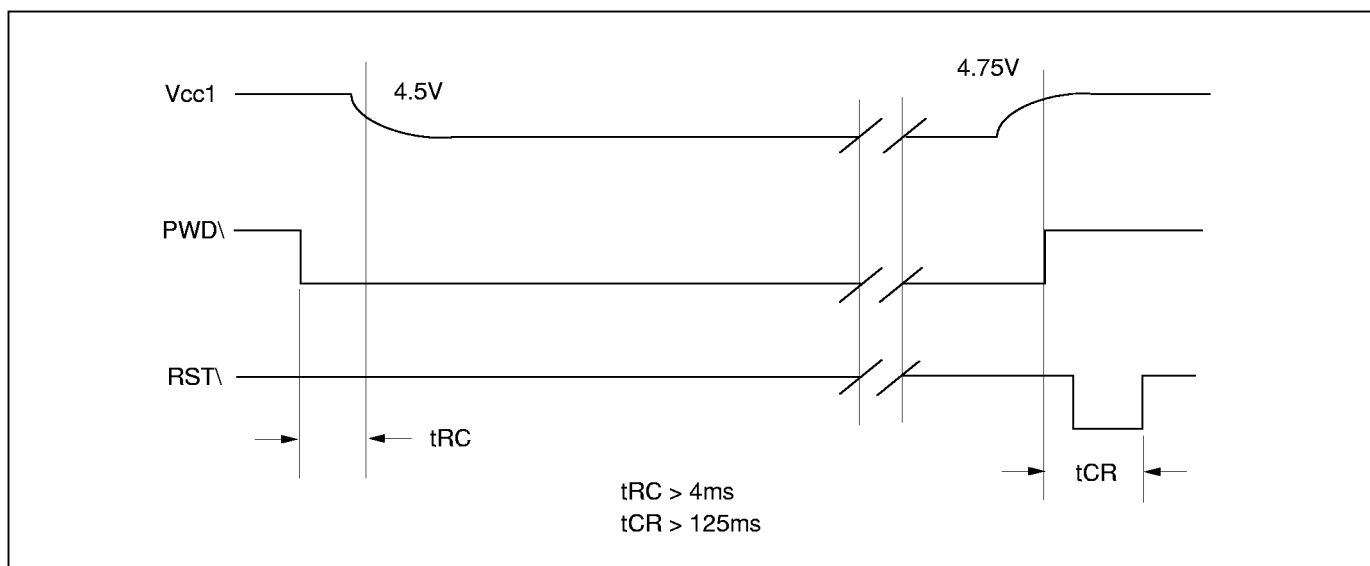 4.75V
Vcc1
4.5V
PWD\
RST\
tRC
tCR
tRC > 4ms
tCR > 125ms